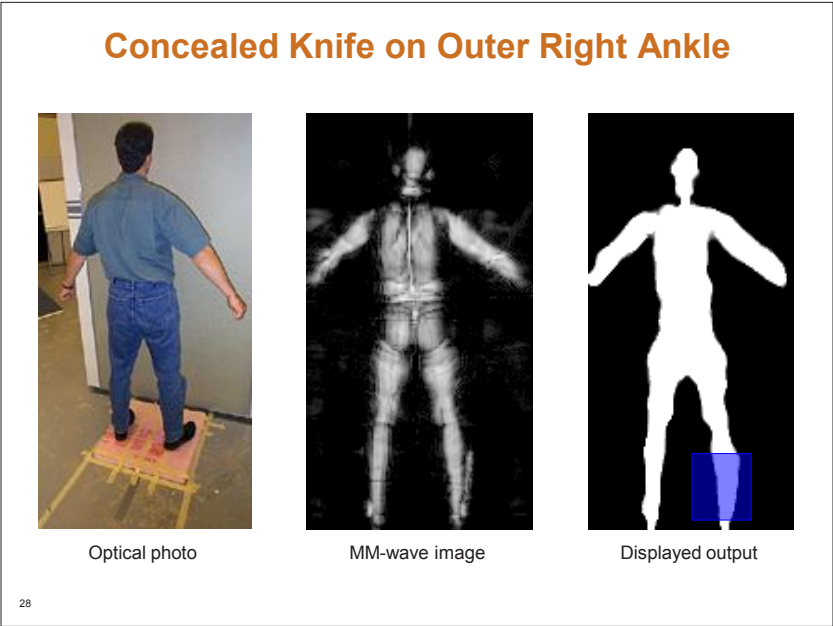 Concealed Knife on Outer Right Ankle
Optical photo
MM-wave image
Displayed output
28